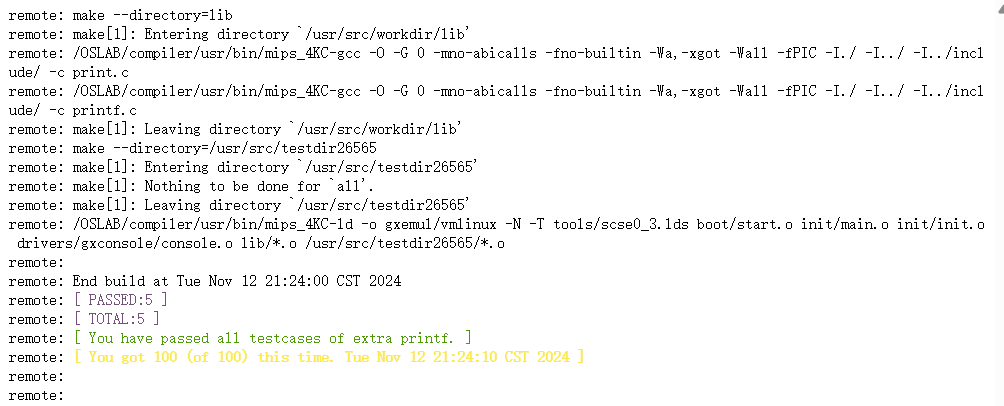 remote: make --directory=lib
remote: make[1]: Entering directory `/usr/src/workdir/lib'
remote: /OSLAB/compiler/usr/bin/mips_4KC-gcc -O -G 0 -mno-abicalls -fno-builtin -Wa,-xgot -Wall -fPIC -I./ -I../ -I../incl
ude/ -c print.c
remote: /OSLAB/compiler/usr/bin/mips_4KC-gcc -O -G 0 -mno-abicalls -fno-builtin -Wa,-xgot -Wall -fPIC -I./ -I../ -I../incl
ude/ -c printf.c
remote: make[1]: Leaving directory `/usr/src/workdir/lib'
remote: make --directory=/usr/src/testdir26565
remote: make[1]: Entering directory `/usr/src/testdir26565'
remote: make[1]: Nothing to be done for `all'.
remote: make[1]: Leaving directory `/usr/src/testdir26565'
remote: /OSLAB/compiler/usr/bin/mips_4KC-ld -o gxemul/vmlinux -N -T tools/scse0_3.lds boot/start.o init/main.o init/init.o
 drivers/gxconsole/console.o lib/*.o /usr/src/testdir26565/*.o
remote:
remote: End build at Tue Nov 12 21:24:00 CST 2024
remote: [ PASSED:5 ]
remote: [ TOTAL:5 ]
remote: [ You have passed all testcases of extra printf. ]
remote: [ You got 100 (of 100) this time. Tue Nov 12 21:24:10 CST 2024 ]
remote:
remote: